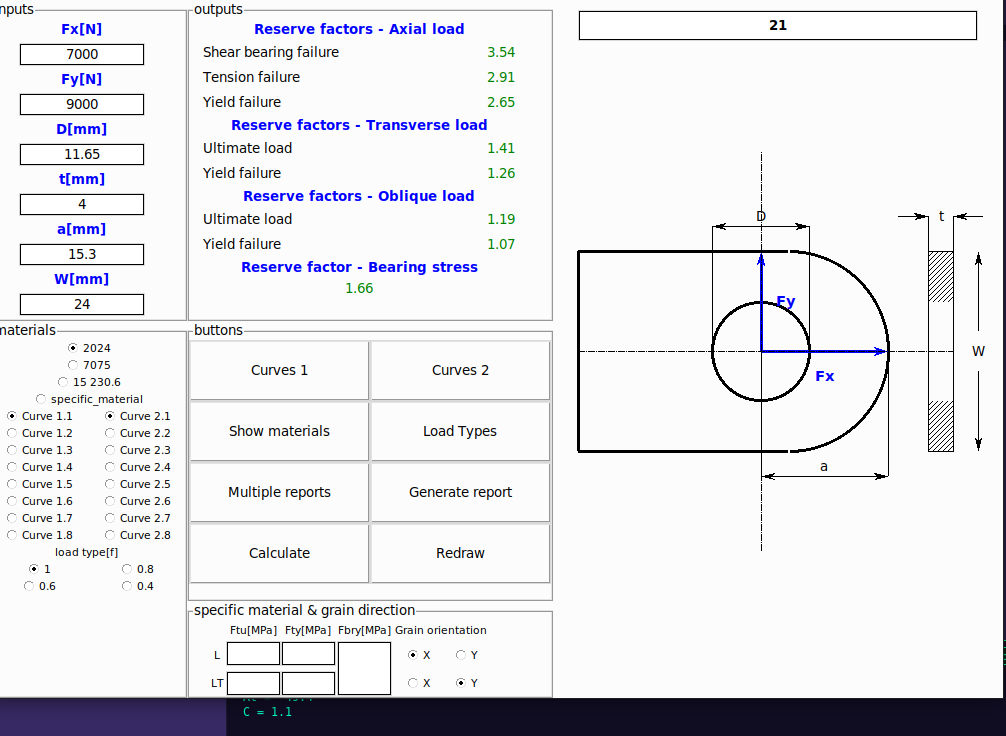 nputs
Fx[N]
7000
Fy[N]
9000
D[mm]
11.65
t[mm]
4
a[mm]
15.3
W[mm]
24
outputs
Reserve factors - Axial load
Shear bearing failure 3.54
Tension failure 2.91
Yield failure 2.65
Reserve factors - Transverse load
Ultimate load 1.41
Yield failure 1.26
Reserve factors - Oblique load
Ultimate load 1.19
Yield failure 1.07
Reserve factor - Bearing stress
1.66
materials
2024
7075
15 230.6
specific_material
Curve 1.1 Curve 2.1
Curve 1.2 Curve 2.2
Curve 1.3 Curve 2.3
Curve 1.4 Curve 2.4
Curve 1.5 Curve 2.5
Curve 1.6 Curve 2.6
Curve 1.7 Curve 2.7
Curve 1.8 Curve 2.8
load type[f]
1 0.8
0.6 0.4
buttons
Curves 1 Curves 2
Show materials Load Types
Multiple reports Generate report
Calculate Redraw
specific material & grain direction
Ftu[MPa] Fty[MPa] Fbry[MPa] Grain orientation
L X Y
LT X Y
21
D t
Fy
W
Fx
a
C = 1.1